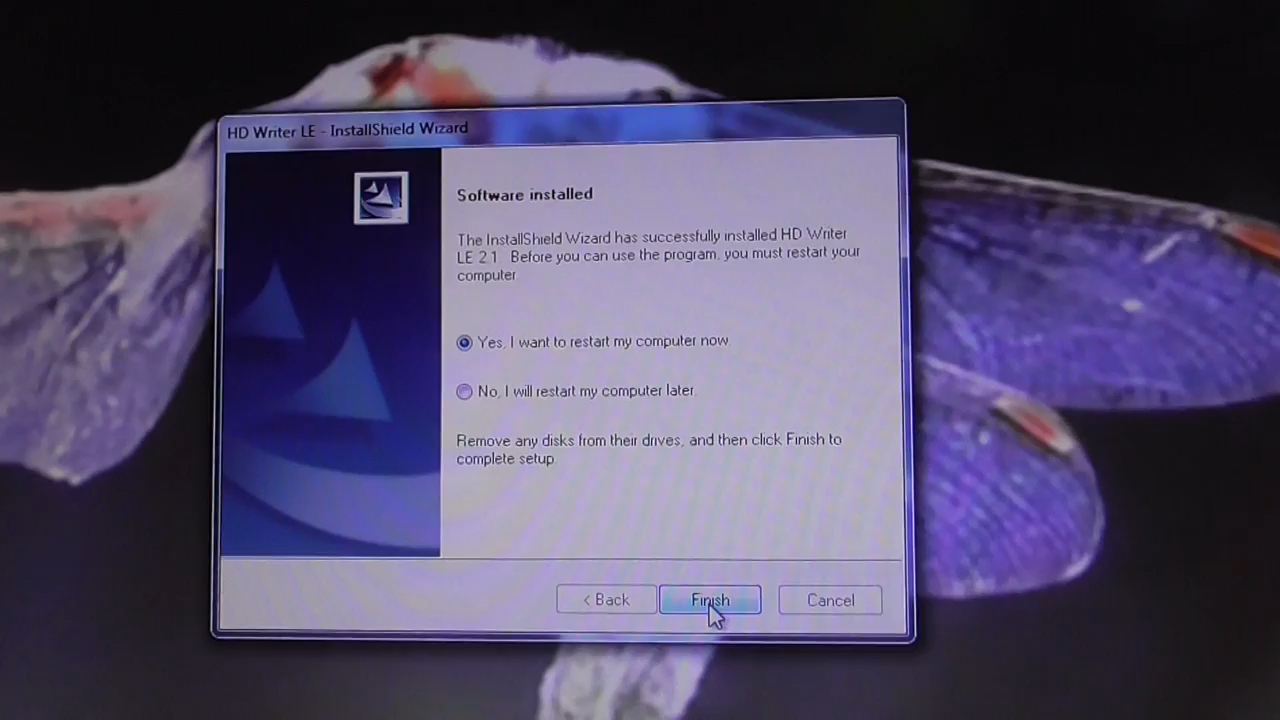 HD Writer LE - InstallShield Wizard
Software installed
The InstallShield Wizard has successfully installed HD Writer
LE 2.1. Before you can use the program, you must restart your
computer.
Yes, I want to restart my computer now.
No, I will restart my computer later.
Remove any disks from their drives, and then click Finish to
complete setup.
< Back
Finish
Cancel